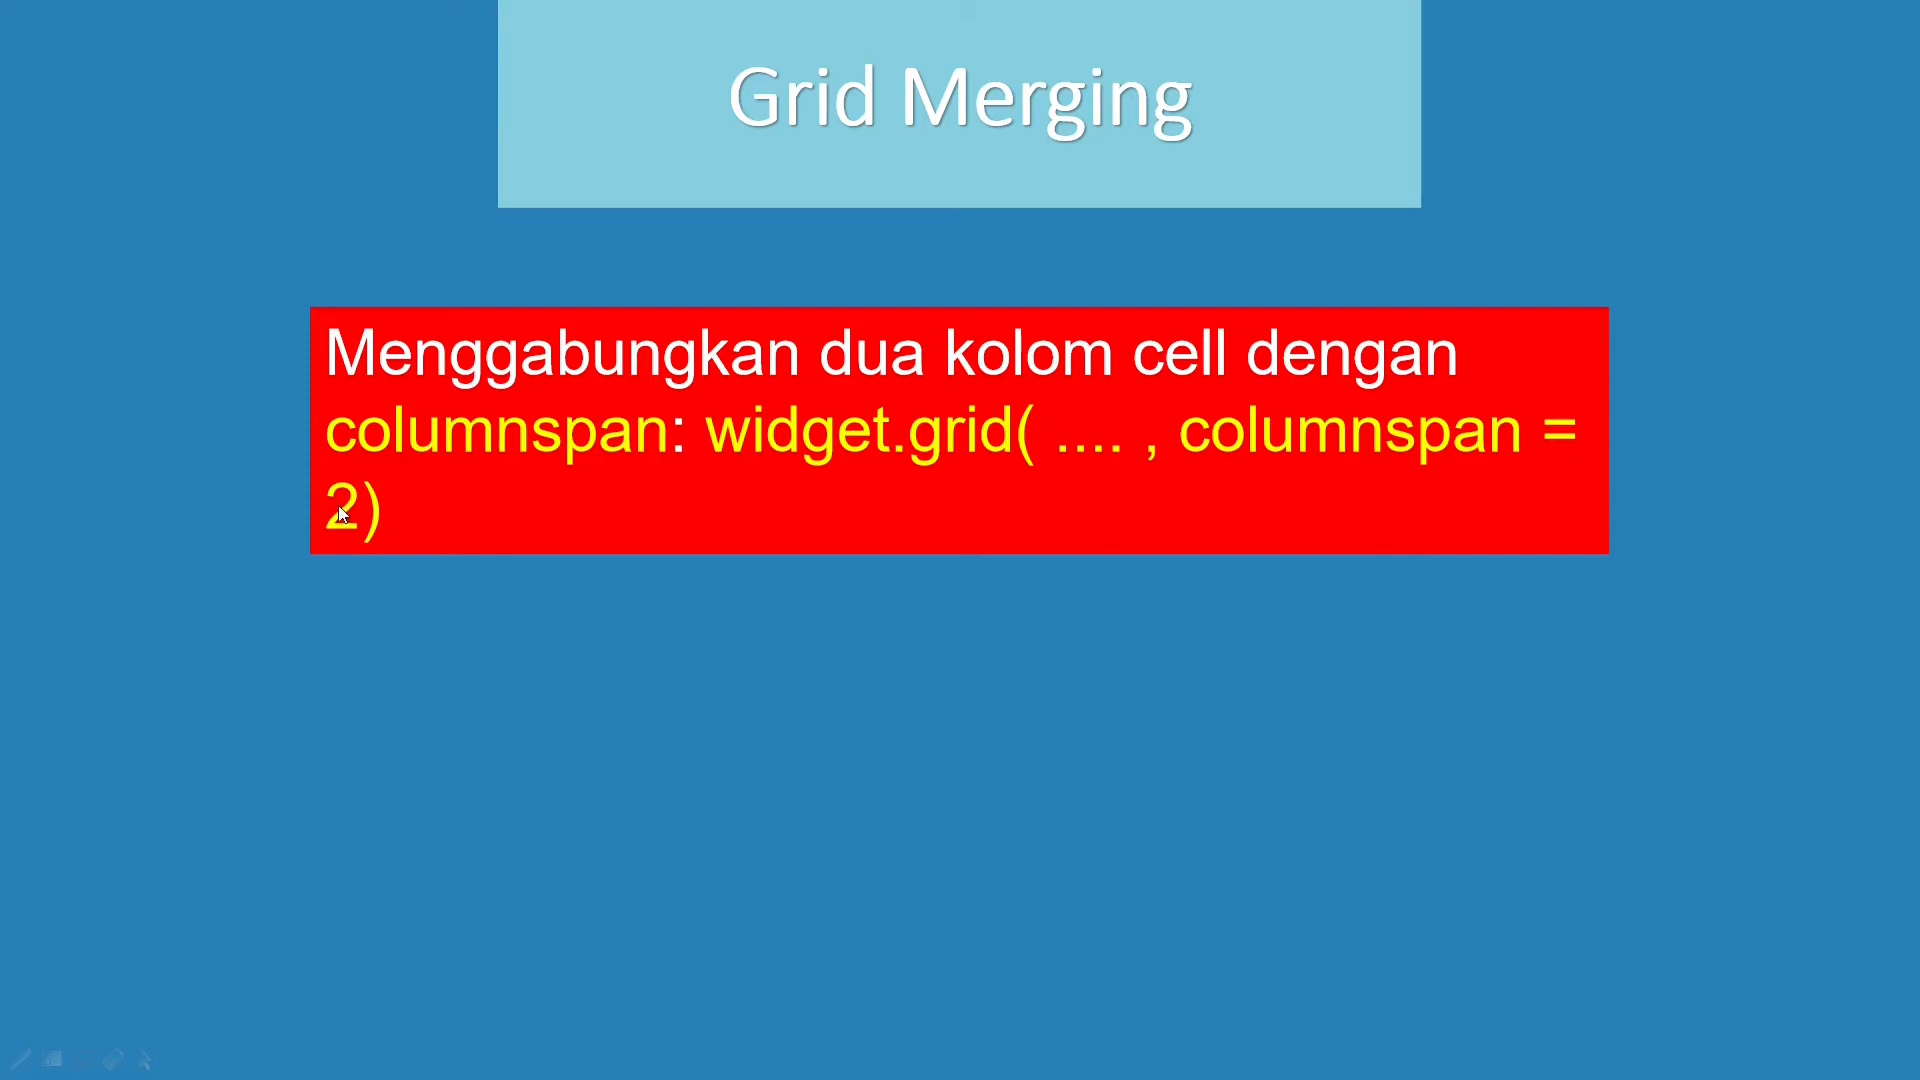 Grid Merging
Menggabungkan dua kolom cell dengan
columnspan: widget.grid( .... , columnspan =
2)